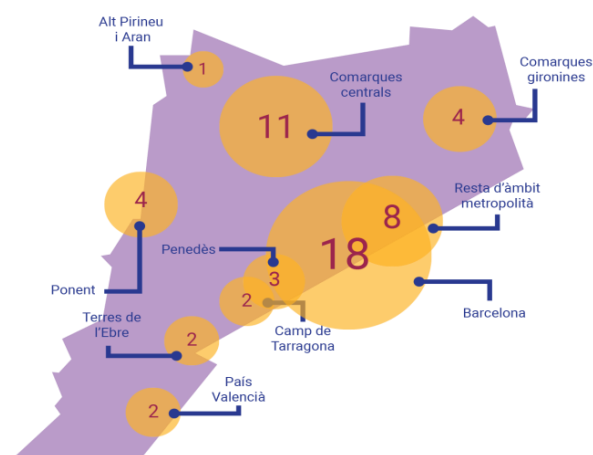 Alt Pirineu
i Aran
1
Comarques
centrals
11
Comarques
gironines
4
4
Ponent
Resta d'àmbit
metropolità
8
18
Barcelona
Penedès
3
2
Camp de
Tarragona
Terres de
l'Ebre
2
País
Valencià
2